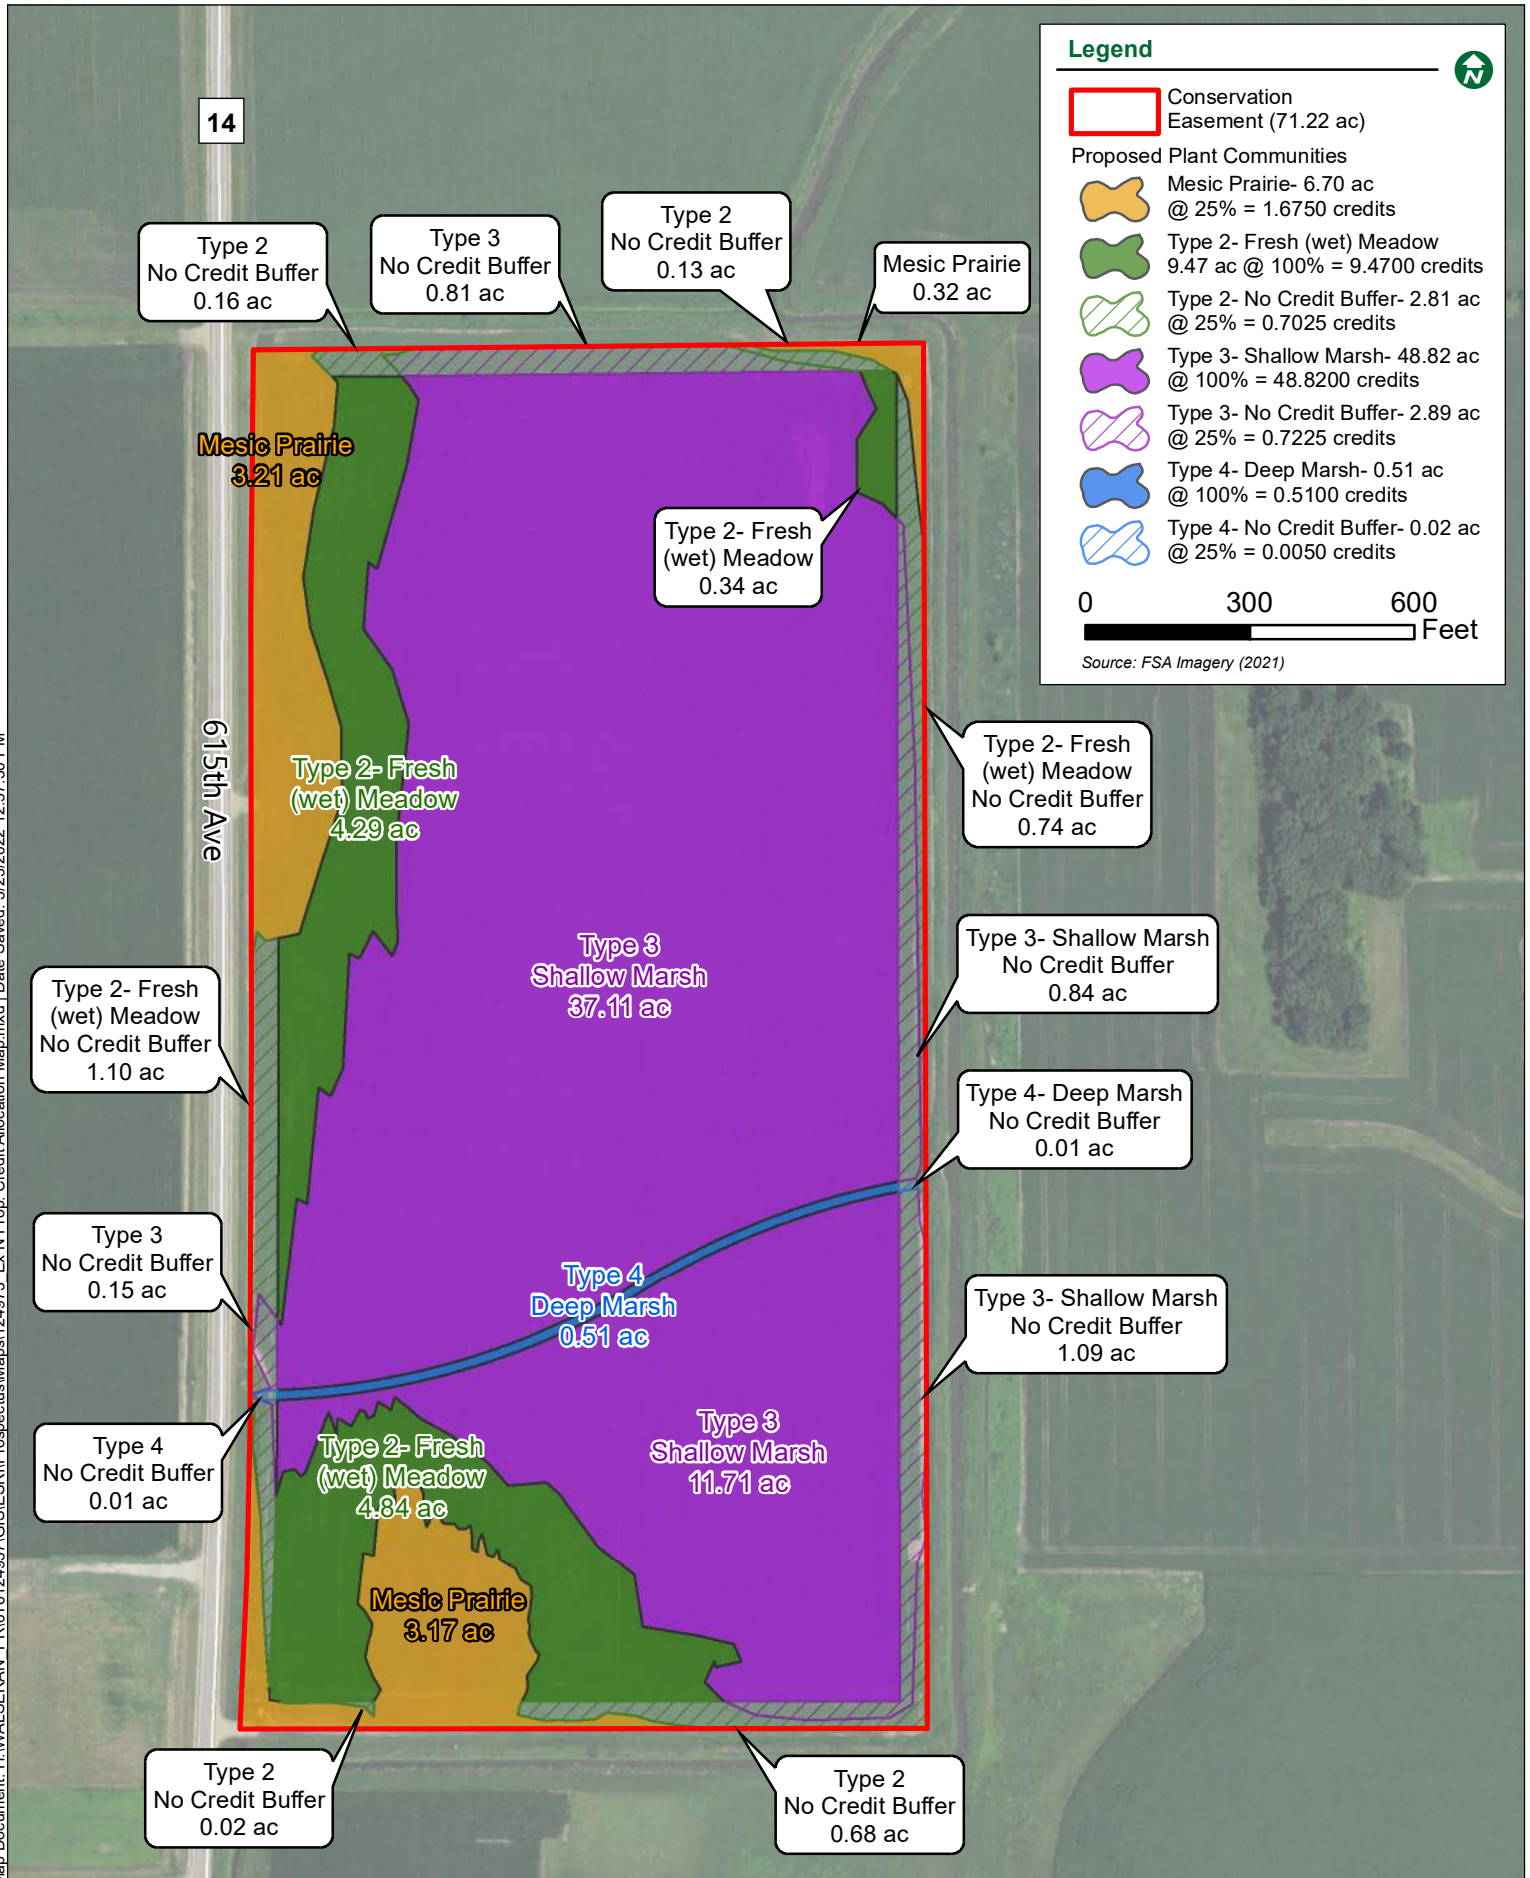 Legend
N
Conservation
Easement (71.22 ac)
Proposed Plant Communities
Mesic Prairie- 6.70 ac
@ 25% = 1.6750 credits
Type 2- Fresh (wet) Meadow
9.47 ac @ 100% = 9.4700 credits
Type 2- No Credit Buffer- 2.81 ac
@ 25% = 0.7025 credits
Type 3- Shallow Marsh- 48.82 ac
@ 100% = 48.8200 credits
Type 3- No Credit Buffer- 2.89 ac
@ 25% = 0.7225 credits
Type 4- Deep Marsh- 0.51 ac
@ 100% = 0.5100 credits
Type 4- No Credit Buffer- 0.02 ac
@ 25% = 0.0050 credits
0 300 600
Feet
Source: FSA Imagery (2021)
14
Type 2
No Credit Buffer
0.16 ac
Type 3
No Credit Buffer
0.81 ac
Type 2
No Credit Buffer
0.13 ac
Mesic Prairie
0.32 ac
Mesic Prairie
3.21 ac
Type 2- Fresh
(wet) Meadow
0.34 ac
615th Ave
Type 2- Fresh
(wet) Meadow
4.29 ac
Type 2- Fresh
(wet) Meadow
No Credit Buffer
0.74 ac
Type 3
Shallow Marsh
37.11 ac
Type 3- Shallow Marsh
No Credit Buffer
0.84 ac
Type 2- Fresh
(wet) Meadow
No Credit Buffer
1.10 ac
Type 4- Deep Marsh
No Credit Buffer
0.01 ac
Type 3
No Credit Buffer
0.15 ac
Type 4
Deep Marsh
0.51 ac
Type 3- Shallow Marsh
No Credit Buffer
1.09 ac
Type 4
No Credit Buffer
0.01 ac
Type 2- Fresh
(wet) Meadow
4.84 ac
Type 3
Shallow Marsh
11.71 ac
Mesic Prairie
3.17 ac
Type 2
No Credit Buffer
0.02 ac
Type 2
No Credit Buffer
0.68 ac